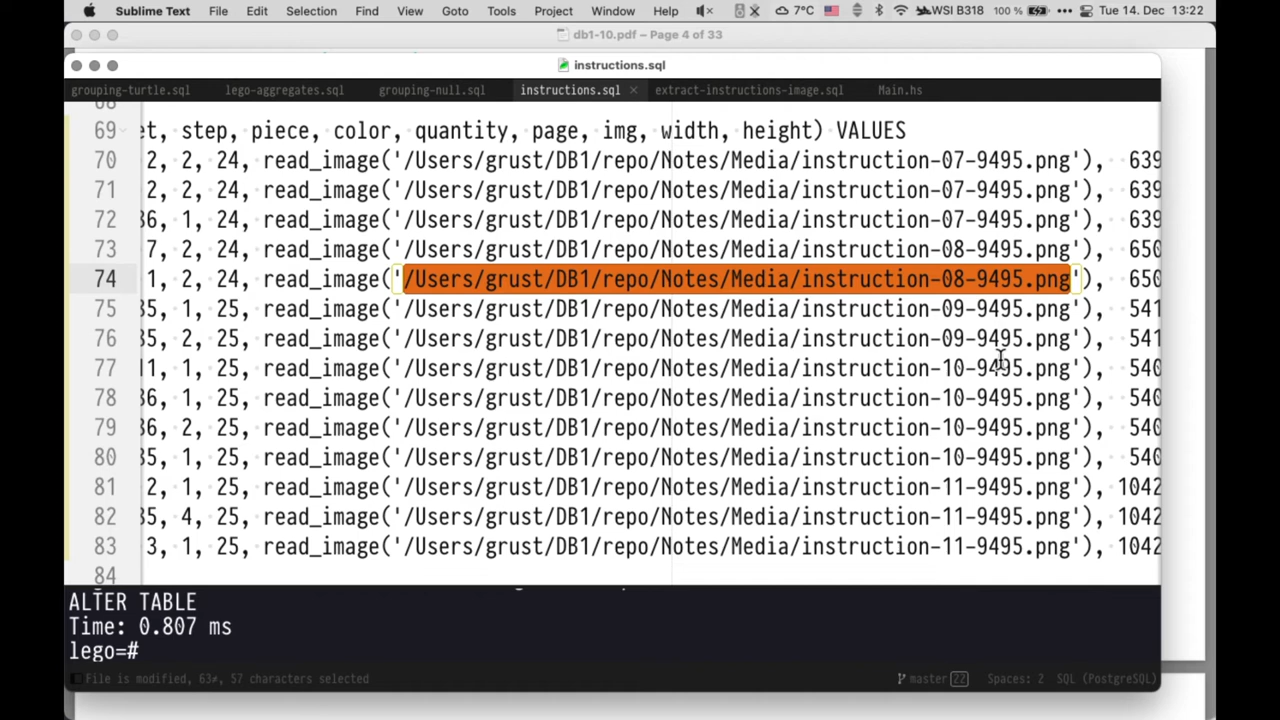 Sublime Text File Edit Selection Find View Goto Tools Project Window Help 7°C WSI B318 100 % Tue 14. Dec 13:22
db1-10.pdf – Page 4 of 33
instructions.sql
grouping-turtle.sql lego-aggregates.sql grouping-null.sql instructions.sql × extract-instructions-image.sql Main.hs
68
69 et, step, piece, color, quantity, page, img, width, height) VALUES
70 2, 2, 24, read_image('/Users/grust/DB1/repo/Notes/Media/instruction-07-9495.png'), 639
71 2, 2, 24, read_image('/Users/grust/DB1/repo/Notes/Media/instruction-07-9495.png'), 639
72 36, 1, 24, read_image('/Users/grust/DB1/repo/Notes/Media/instruction-07-9495.png'), 639
73 7, 2, 24, read_image('/Users/grust/DB1/repo/Notes/Media/instruction-08-9495.png'), 650
74 1, 2, 24, read_image('/Users/grust/DB1/repo/Notes/Media/instruction-08-9495.png'), 650
75 35, 1, 25, read_image('/Users/grust/DB1/repo/Notes/Media/instruction-09-9495.png'), 541
76 35, 2, 25, read_image('/Users/grust/DB1/repo/Notes/Media/instruction-09-9495.png'), 541
77 11, 1, 25, read_image('/Users/grust/DB1/repo/Notes/Media/instruction-10-9495.png'), 540
78 36, 1, 25, read_image('/Users/grust/DB1/repo/Notes/Media/instruction-10-9495.png'), 540
79 36, 2, 25, read_image('/Users/grust/DB1/repo/Notes/Media/instruction-10-9495.png'), 540
80 35, 1, 25, read_image('/Users/grust/DB1/repo/Notes/Media/instruction-10-9495.png'), 540
81 2, 1, 25, read_image('/Users/grust/DB1/repo/Notes/Media/instruction-11-9495.png'), 1042
82 35, 4, 25, read_image('/Users/grust/DB1/repo/Notes/Media/instruction-11-9495.png'), 1042
83 3, 1, 25, read_image('/Users/grust/DB1/repo/Notes/Media/instruction-11-9495.png'), 1042
84
ALTER TABLE
Time: 0.807 ms
lego=#
File is modified, 63≠, 57 characters selected master 22 Spaces: 2 SQL (PostgreSQL)